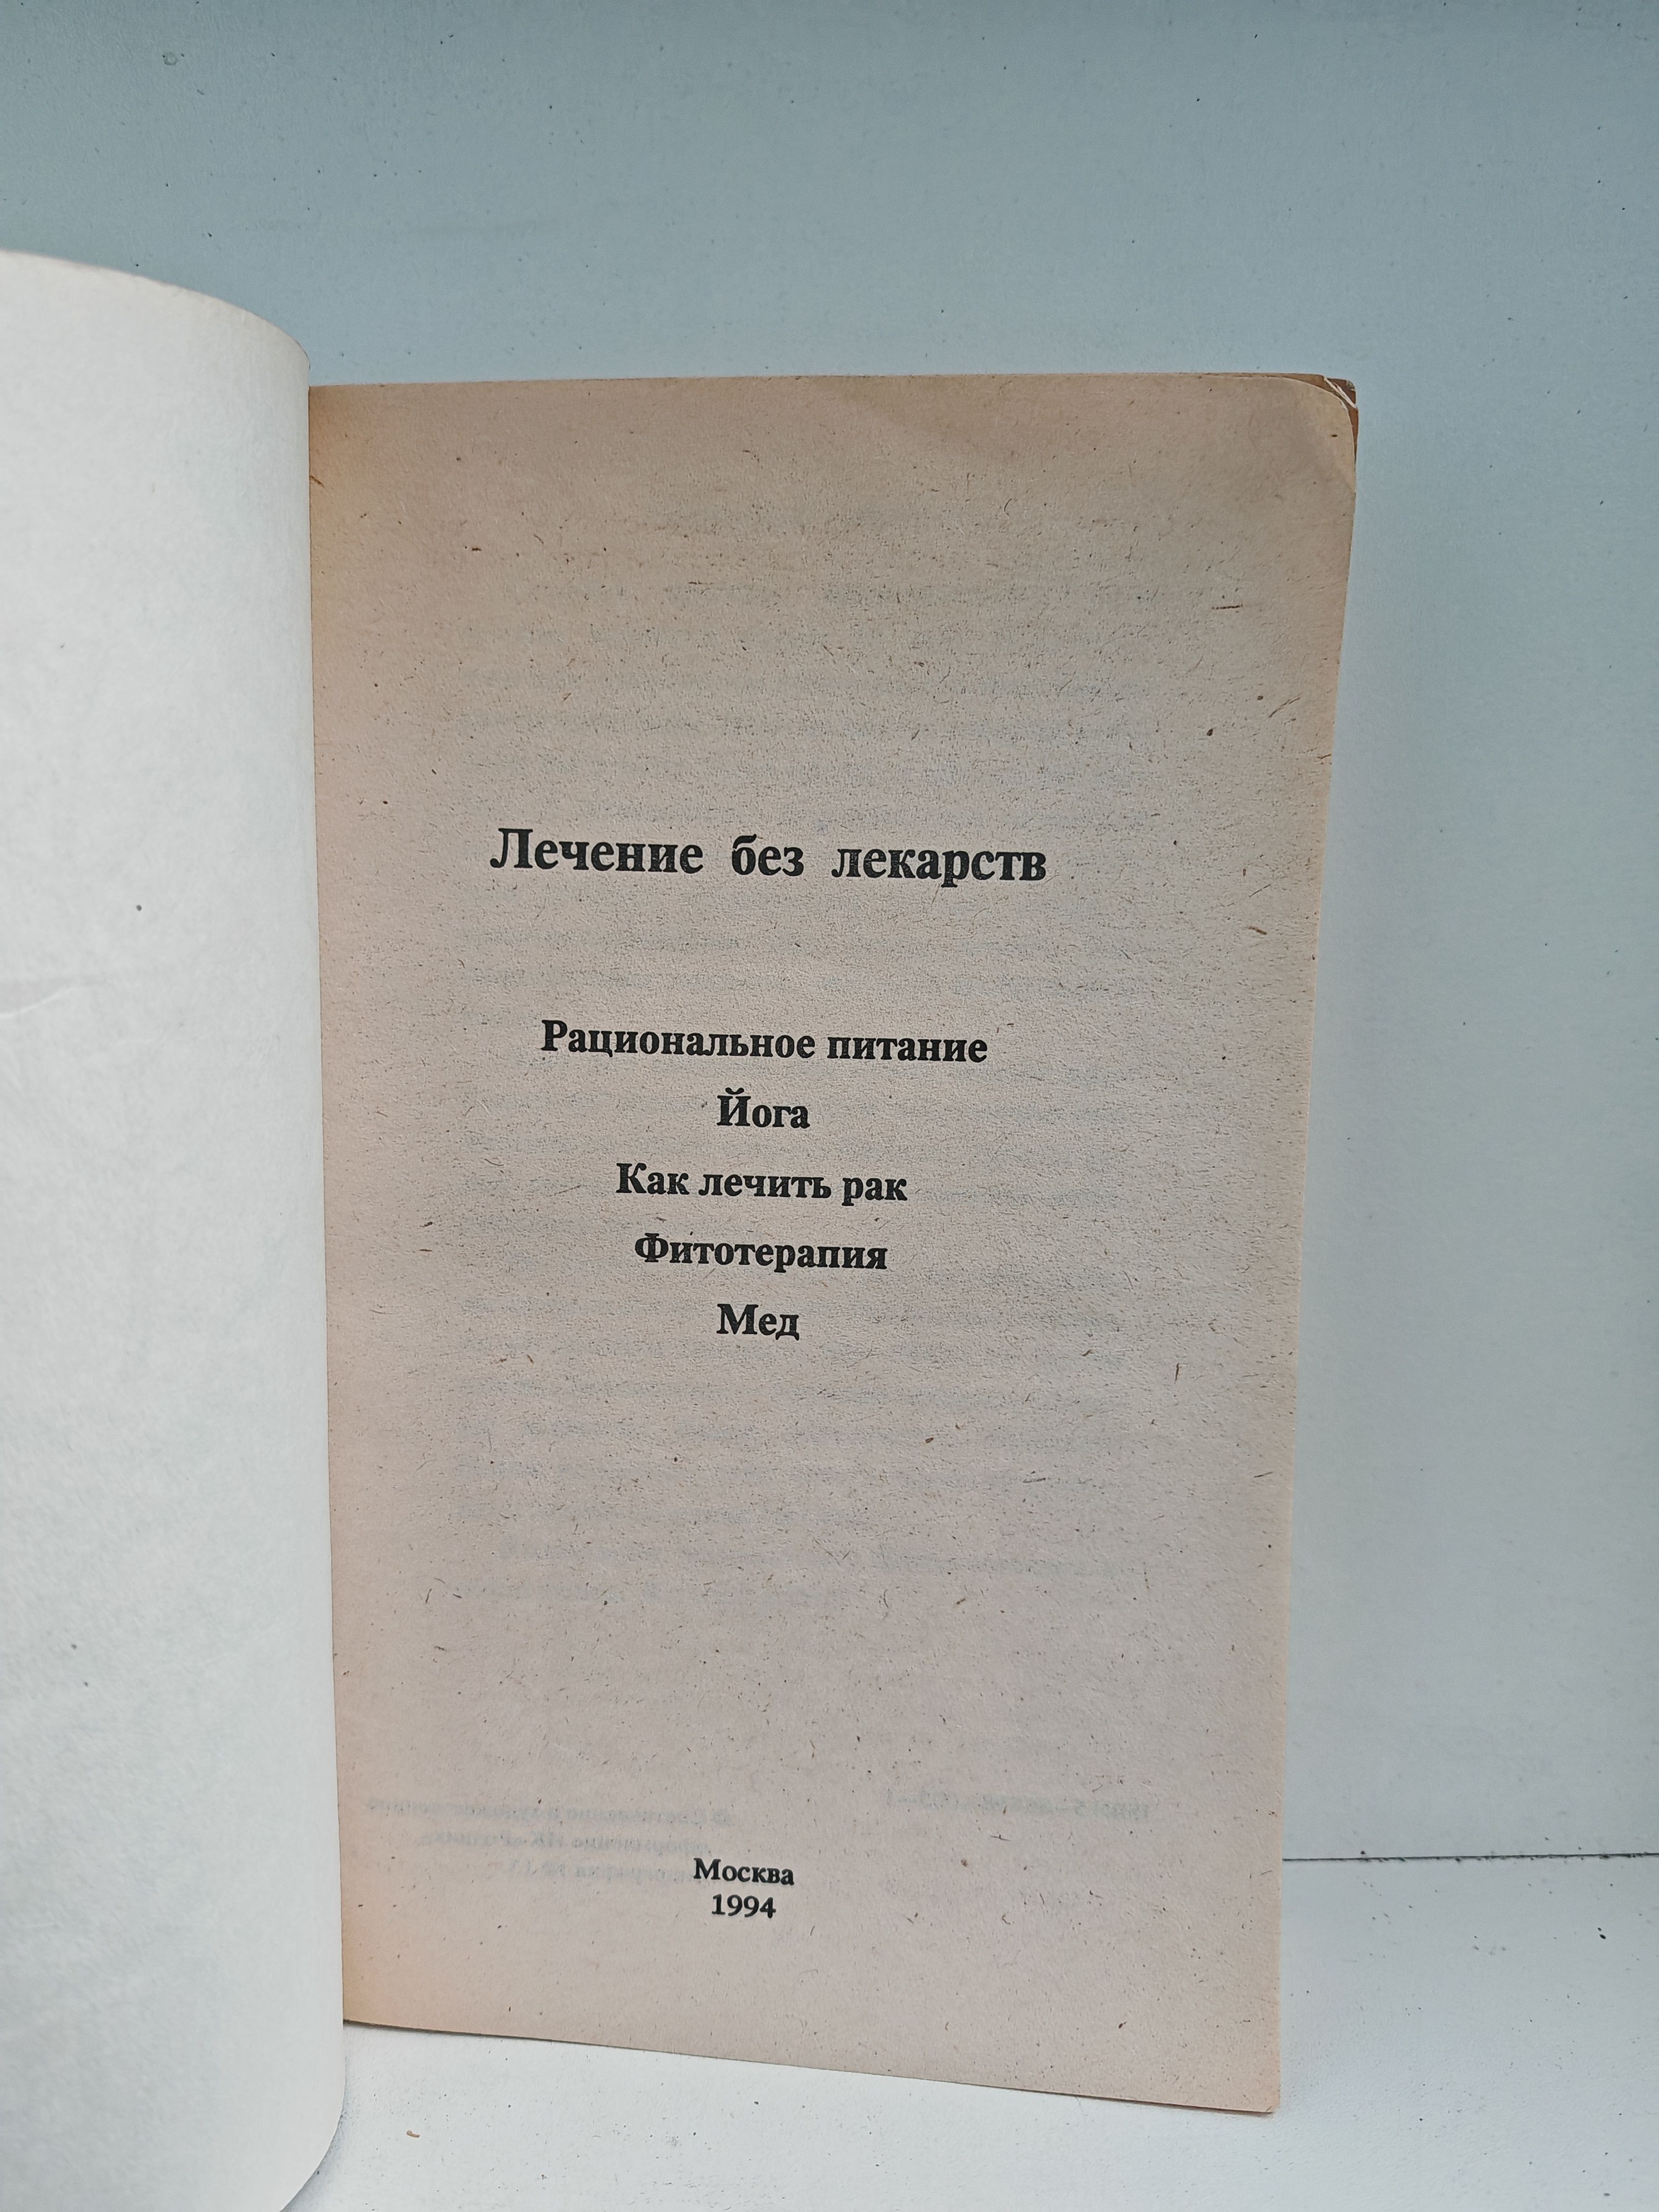 Лечение без лекарств
Рациональное питание
Йога
Как лечить рак
Фитотерапия
Мед
Москва
1994